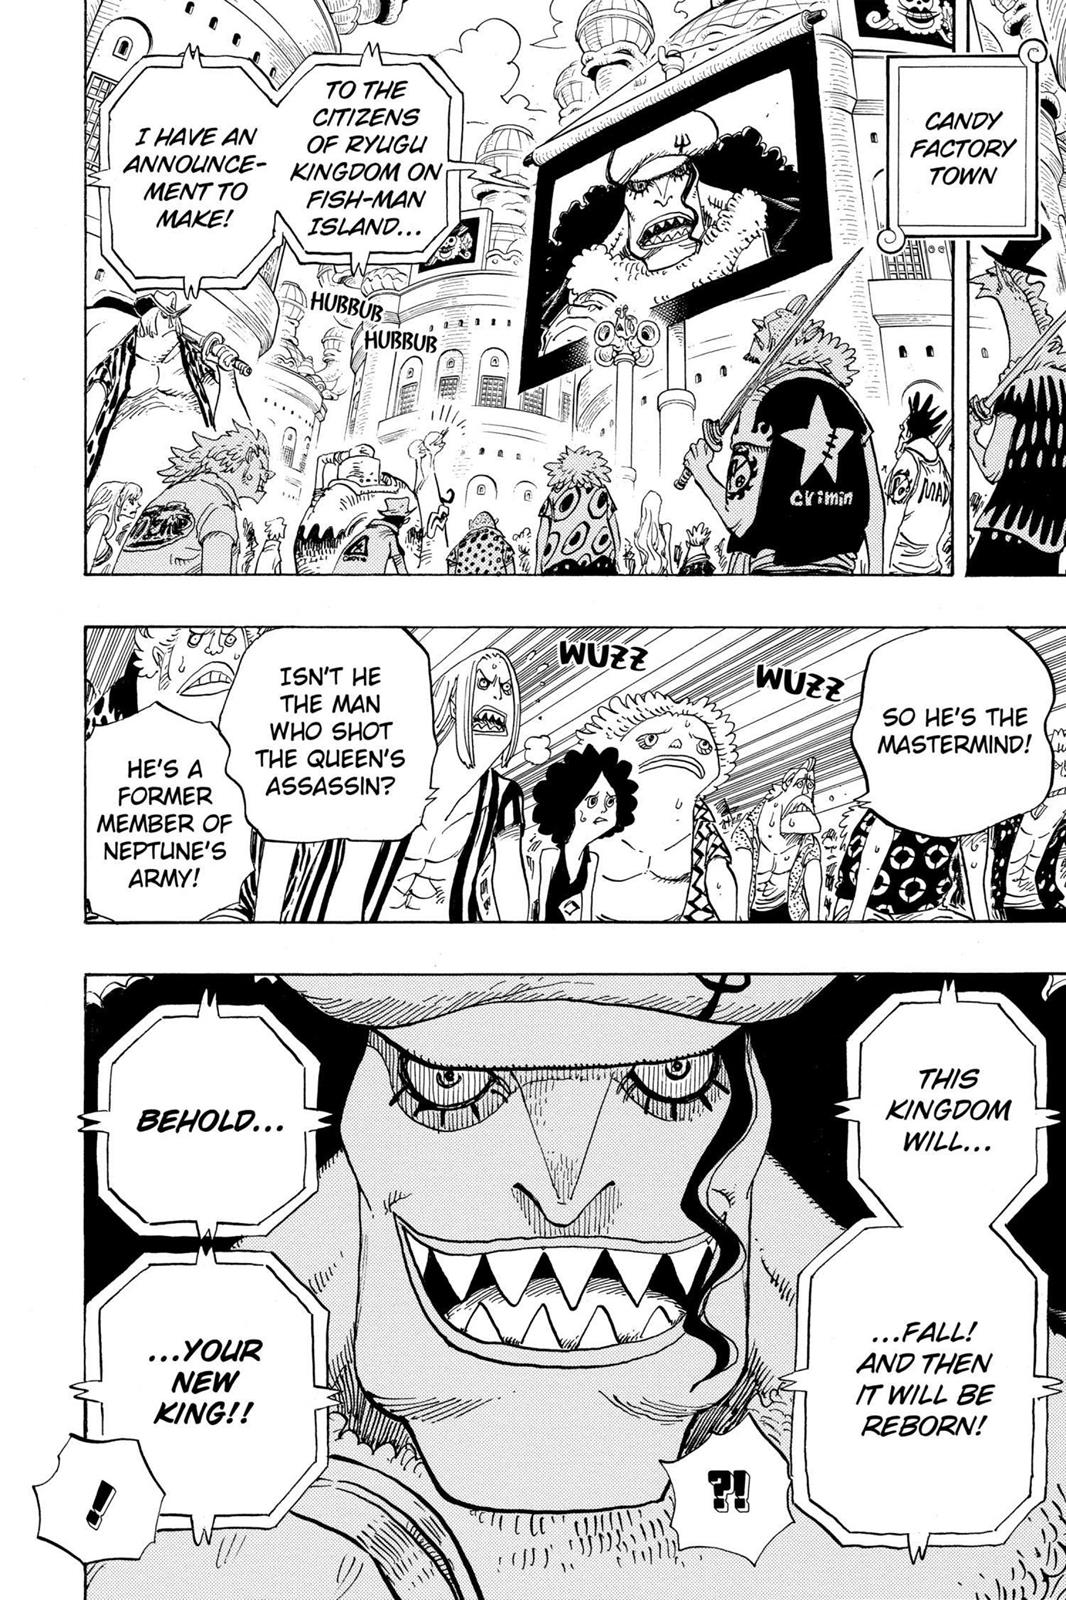 CANDY
FACTORY
TOWN
TO THE
CITIZENS
OF RYUGU
KINGDOM ON
FISH-MAN
ISLAND...
I HAVE AN
ANNOUNCE-
MENT TO
MAKE!
HUBBUB
HUBBUB
Crimin
SO HE'S THE
MASTERMIND!
WUZZ
WUZZ
ISN'T HE
THE MAN
WHO SHOT
THE QUEEN'S
ASSASSIN?
HE'S A
FORMER
MEMBER OF
NEPTUNE'S
ARMY!
THIS
KINGDOM
WILL...
...FALL!
AND THEN
IT WILL BE
REBORN!
?!
BEHOLD...
...YOUR
NEW
KING!!
!